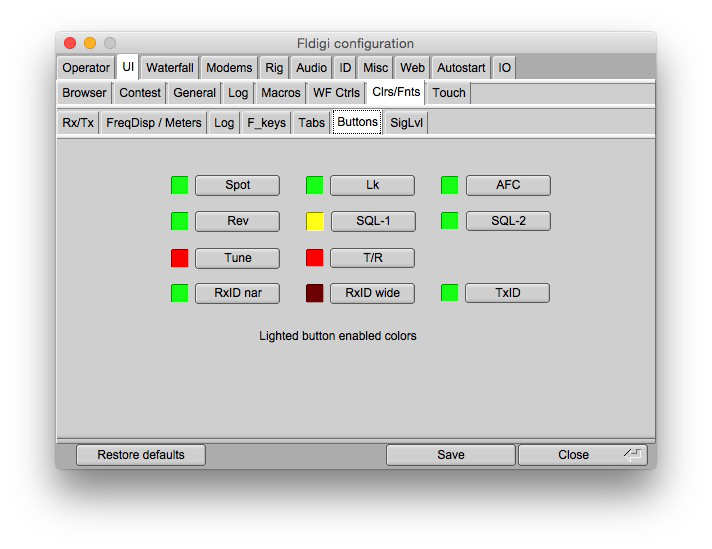 Fldigi configuration
Operator UI Waterfall Modems Rig Audio ID Misc Web Autostart IO
Browser Contest General Log Macros WF Ctrls Clrs/Fnts Touch
Rx/Tx FreqDisp / Meters Log F_keys Tabs Buttons SigLvl
Spot Lk AFC
Rev SQL-1 SQL-2
Tune T/R
RxID nar RxID wide TxID
Lighted button enabled colors
Restore defaults Save Close